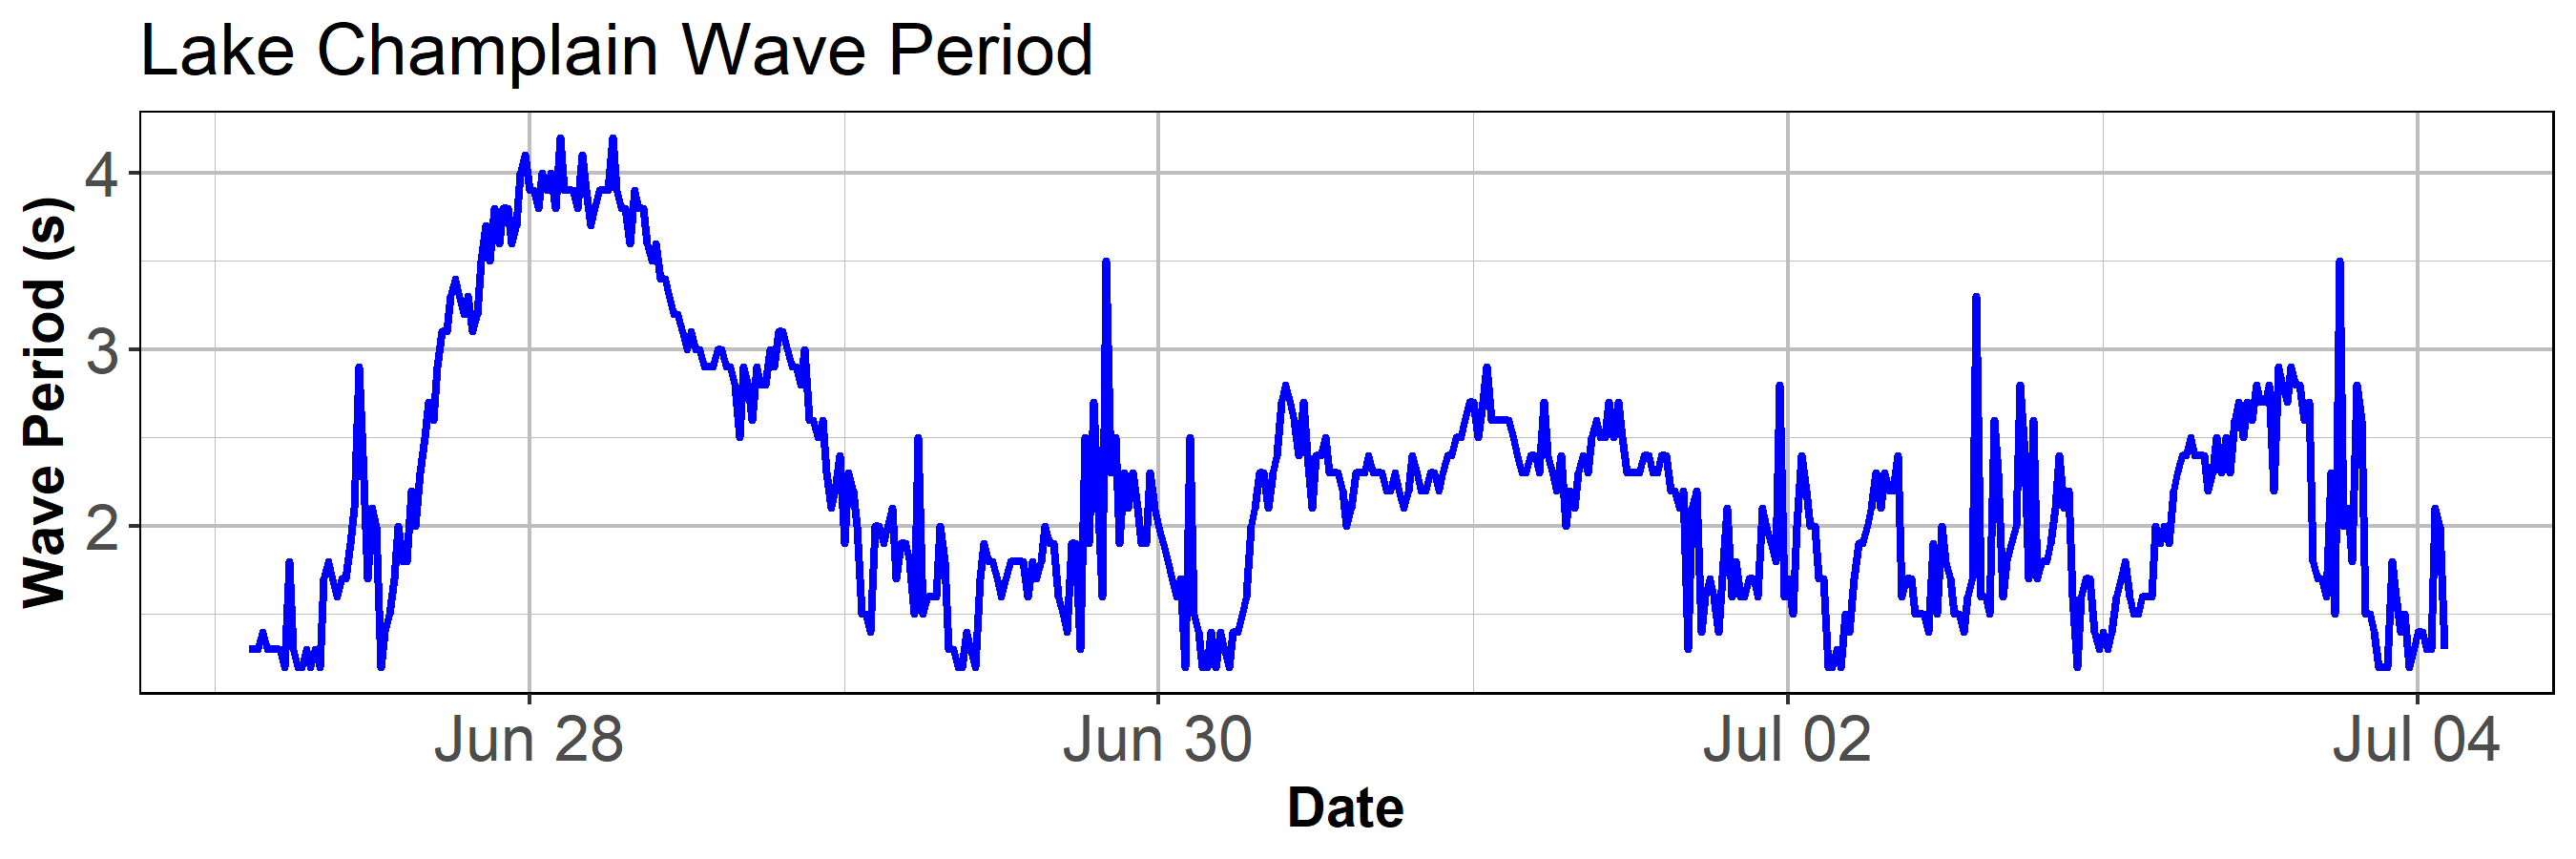 Lake Champlain Wave Period
Wave Period (s)
4
3
2
Jun 28
Jun 30
Jul 02
Jul 04
Date